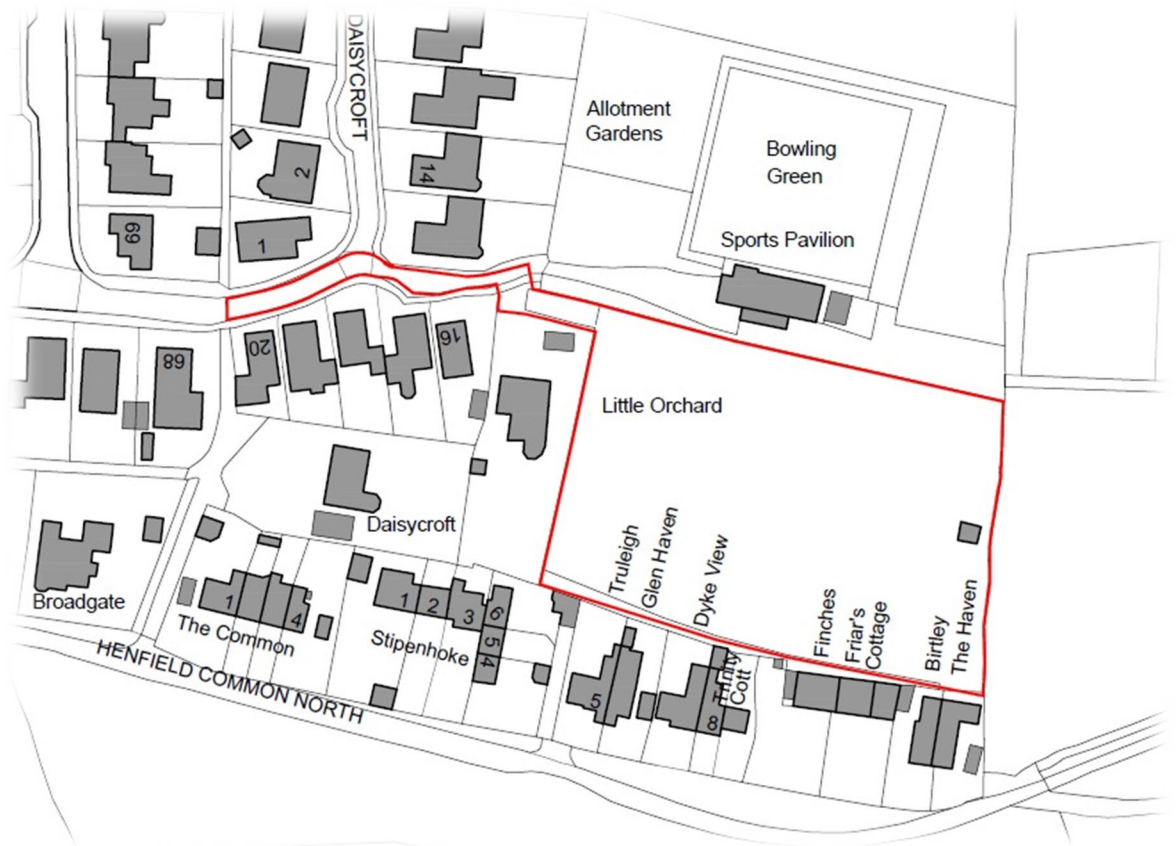 DAISYCROFT
Allotment
Gardens
Bowling
Green
Sports Pavilion
2
14
69
1
20
16
68
Little Orchard
Daisycroft
Truleigh
Glen Haven
Dyke View
Finches
Friar's
Cottage
Birtley
The Haven
Broadgate
1
4
The Common
1
2
3
6
5
4
Stipenhoke
Trinity
Cott
5
8
HENFIELD COMMON NORTH